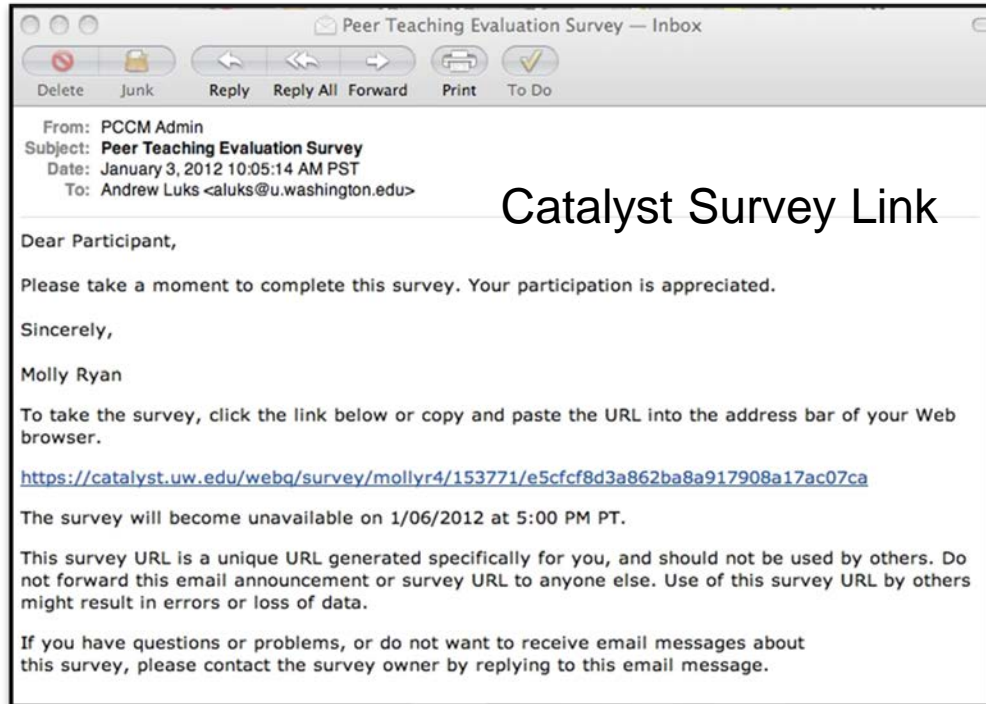 Peer Teaching Evaluation Survey — Inbox
Delete Junk Reply Reply All Forward Print To Do
From: PCCM Admin
Subject: Peer Teaching Evaluation Survey
Date: January 3, 2012 10:05:14 AM PST
To: Andrew Luks <aluks@u.washington.edu>
Catalyst Survey Link
Dear Participant,
Please take a moment to complete this survey. Your participation is appreciated.
Sincerely,
Molly Ryan
To take the survey, click the link below or copy and paste the URL into the address bar of your Web
browser.
https://catalyst.uw.edu/webq/survey/mollyr4/153771/e5cfcf8d3a862ba8a917908a17ac07ca
The survey will become unavailable on 1/06/2012 at 5:00 PM PT.
This survey URL is a unique URL generated specifically for you, and should not be used by others. Do
not forward this email announcement or survey URL to anyone else. Use of this survey URL by others
might result in errors or loss of data.
If you have questions or problems, or do not want to receive email messages about
this survey, please contact the survey owner by replying to this email message.